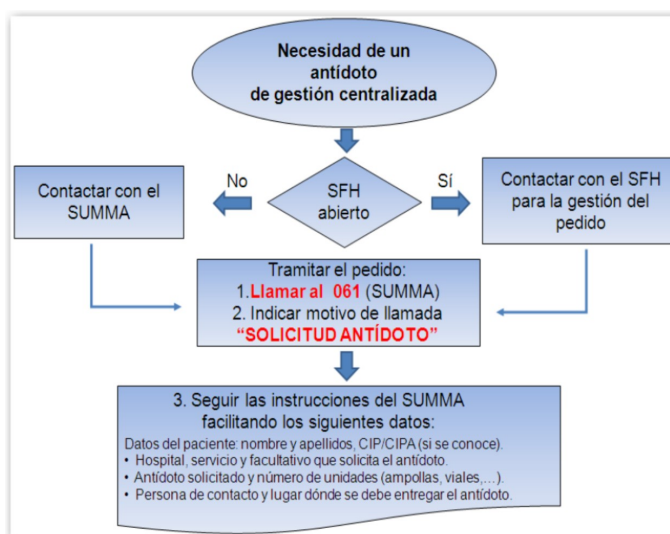 Necesidad de un
antídoto
de gestión centralizada
No
SFH
abierto
Sí
Contactar con el
SUMMA
Contactar con el SFH
para la gestión del
pedido
Tramitar el pedido:
1.Llamar al 061 (SUMMA)
2. Indicar motivo de llamada
“SOLICITUD ANTÍDOTO”
3. Seguir las instrucciones del SUMMA
facilitando los siguientes datos:
Datos del paciente: nombre y apellidos, CIP/CIPA (si se conoce).
• Hospital, servicio y facultativo que solicita el antídoto.
• Antídoto solicitado y número de unidades (ampollas, viales,…).
• Persona de contacto y lugar dónde se debe entregar el antídoto.